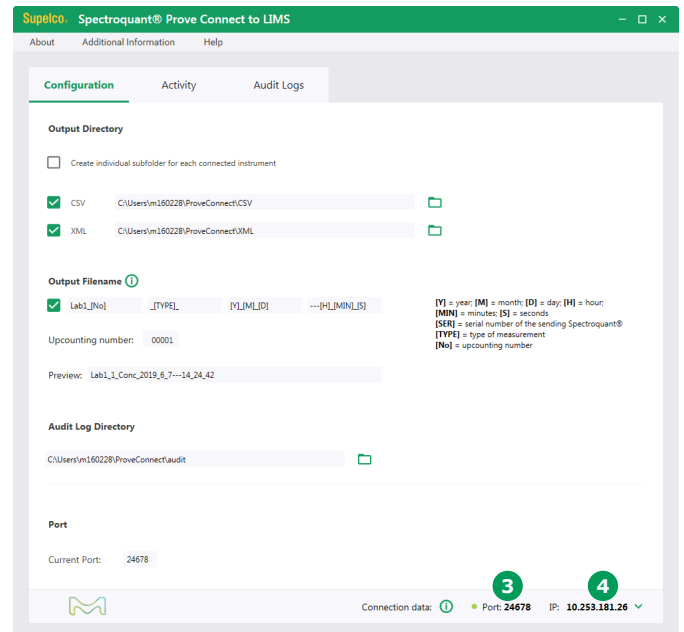 Supelco. Spectroquant® Prove Connect to LIMS
About Additional Information Help
Configuration Activity Audit Logs
Output Directory
Create individual subfolder for each connected instrument
CSV C:\Users\m160228\ProveConnect\CSV
XML C:\Users\m160228\ProveConnect\XML
Output Filename i
Lab1_[No] _[TYPE]_ [Y]_[M]_[D] ---[H]_[MIN]_[S]
[Y] = year; [M] = month; [D] = day; [H] = hour;
[MIN] = minutes; [S] = seconds
[SER] = serial number of the sending Spectroquant®
[TYPE] = type of measurement
[No] = upcounting number
Upcounting number: 00001
Preview: Lab1_1_Conc_2019_6_7---14_24_42
Audit Log Directory
C:\Users\m160228\ProveConnect\audit
Port
Current Port: 24678
3 4
Connection data: i Port: 24678 IP: 10.253.181.26